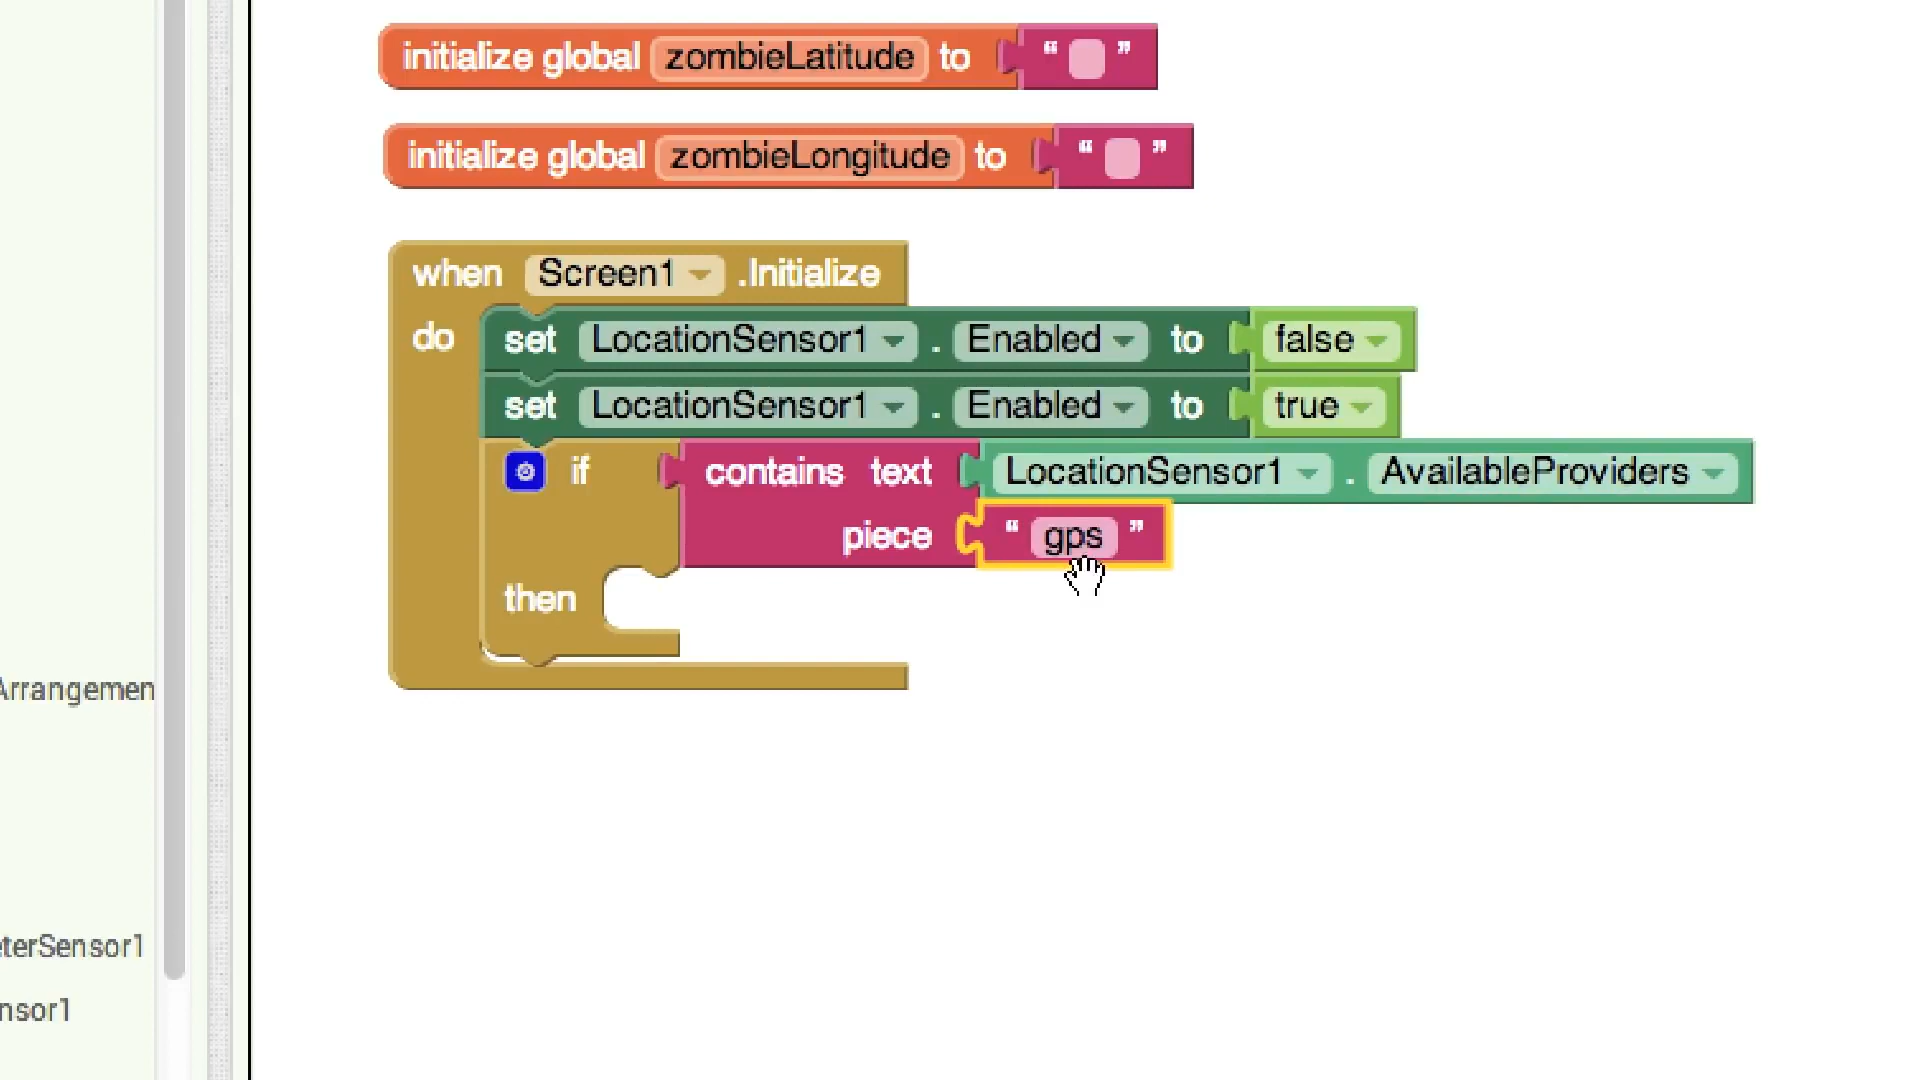 initialize global zombieLatitude to “ ”
initialize global zombieLongitude to “ ”
when Screen1 .Initialize
do set LocationSensor1 . Enabled to false
set LocationSensor1 . Enabled to true
if contains text LocationSensor1 . AvailableProviders
piece “ gps ”
then
Arrangemen
eterSensor1
nsor1